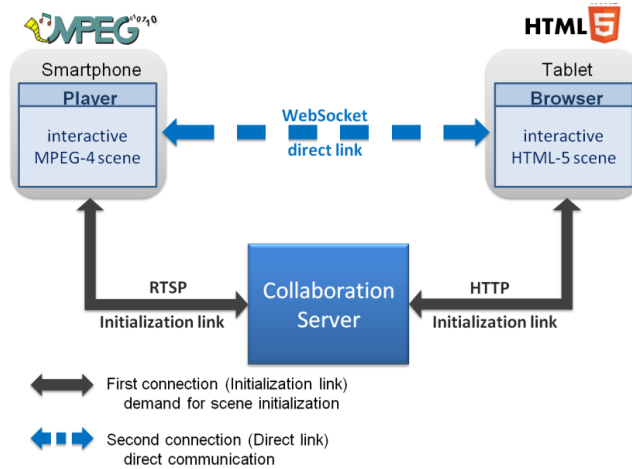 MPEG
HTML
5
Smartphone
Tablet
Player
Browser
interactive
MPEG-4 scene
WebSocket
direct link
interactive
HTML-5 scene
RTSP
Initialization link
Collaboration
Server
HTTP
Initialization link
First connection (Initialization link)
demand for scene initialization
Second connection (Direct link)
direct communication